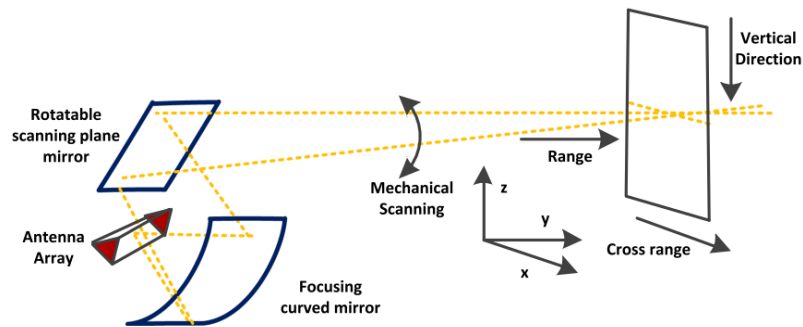 Vertical
Direction
Rotatable
scanning plane
mirror
Range
Mechanical
Scanning
z
y
x
Antenna
Array
Cross range
Focusing
curved mirror